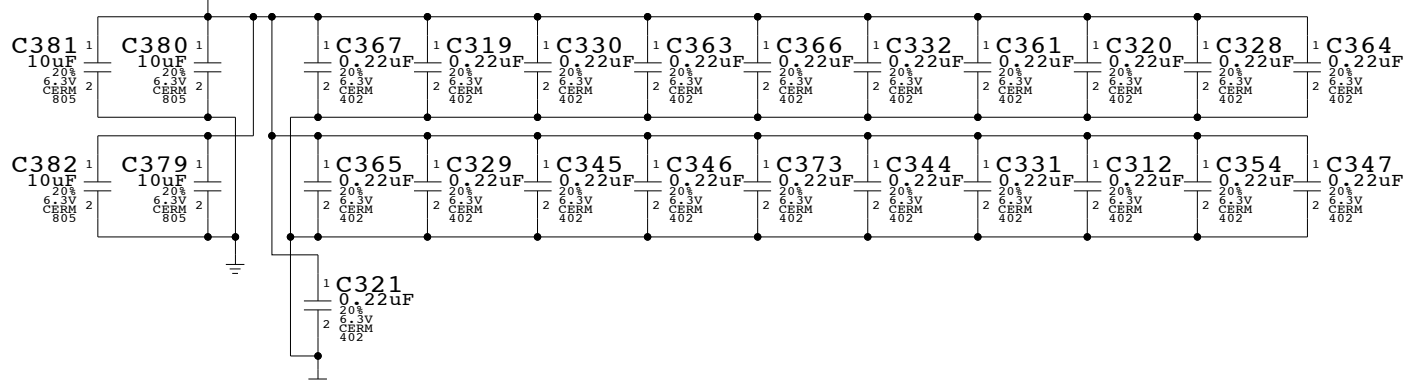 C381 1 10uF 20% 6.3V CERM 805 2
C380 1 10uF 20% 6.3V CERM 805 2
C367 1 0.22uF 20% 6.3V CERM 402 2
C319 1 0.22uF 20% 6.3V CERM 402 2
C330 1 0.22uF 20% 6.3V CERM 402 2
C363 1 0.22uF 20% 6.3V CERM 402 2
C366 1 0.22uF 20% 6.3V CERM 402 2
C332 1 0.22uF 20% 6.3V CERM 402 2
C361 1 0.22uF 20% 6.3V CERM 402 2
C320 1 0.22uF 20% 6.3V CERM 402 2
C328 1 0.22uF 20% 6.3V CERM 402 2
C364 1 0.22uF 20% 6.3V CERM 402 2
C382 1 10uF 20% 6.3V CERM 805 2
C379 1 10uF 20% 6.3V CERM 805 2
C365 1 0.22uF 20% 6.3V CERM 402 2
C329 1 0.22uF 20% 6.3V CERM 402 2
C345 1 0.22uF 20% 6.3V CERM 402 2
C346 1 0.22uF 20% 6.3V CERM 402 2
C373 1 0.22uF 20% 6.3V CERM 402 2
C344 1 0.22uF 20% 6.3V CERM 402 2
C331 1 0.22uF 20% 6.3V CERM 402 2
C312 1 0.22uF 20% 6.3V CERM 402 2
C354 1 0.22uF 20% 6.3V CERM 402 2
C347 1 0.22uF 20% 6.3V CERM 402 2
C321 1 0.22uF 20% 6.3V CERM 402 2